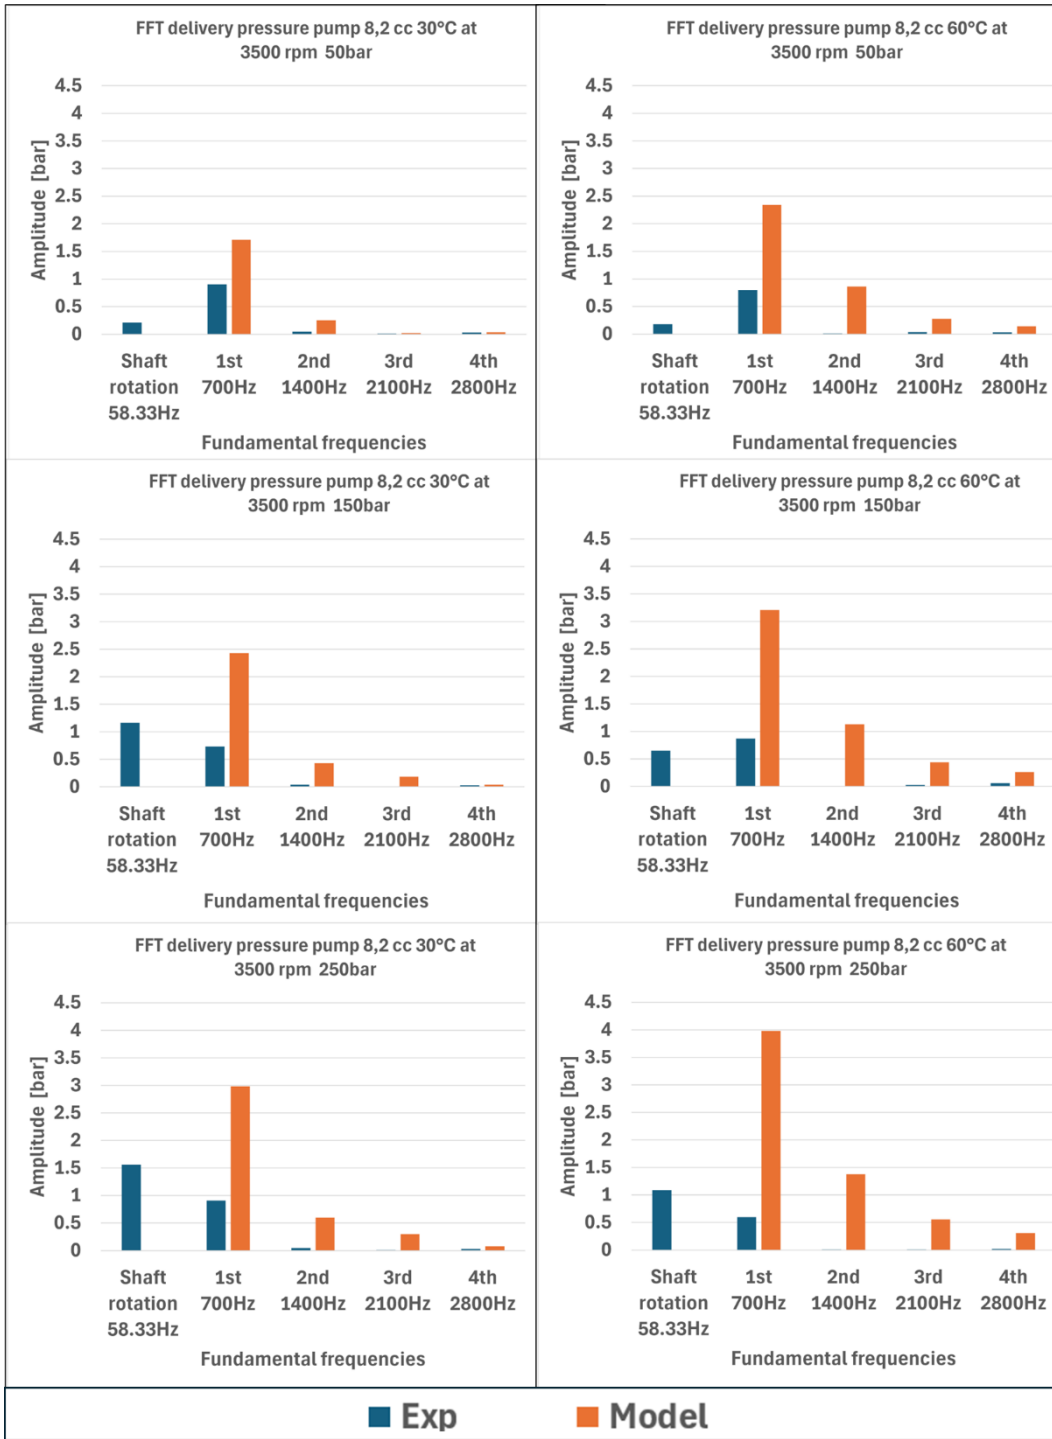 FFT delivery pressure pump 8,2 cc 30°C at
3500 rpm 50bar
4.5
4
3.5
3
2.5
2
1.5
1
0.5
0
Amplitude [bar]
Shaft 1st 2nd 3rd 4th
rotation 700Hz 1400Hz 2100Hz 2800Hz
58.33Hz
Fundamental frequencies
FFT delivery pressure pump 8,2 cc 60°C at
3500 rpm 50bar
4.5
4
3.5
3
2.5
2
1.5
1
0.5
0
Amplitude [bar]
Shaft 1st 2nd 3rd 4th
rotation 700Hz 1400Hz 2100Hz 2800Hz
58.33Hz
Fundamental frequencies
FFT delivery pressure pump 8,2 cc 30°C at
3500 rpm 150bar
4.5
4
3.5
3
2.5
2
1.5
1
0.5
0
Amplitude [bar]
Shaft 1st 2nd 3rd 4th
rotation 700Hz 1400Hz 2100Hz 2800Hz
58.33Hz
Fundamental frequencies
FFT delivery pressure pump 8,2 cc 60°C at
3500 rpm 150bar
4.5
4
3.5
3
2.5
2
1.5
1
0.5
0
Amplitude [bar]
Shaft 1st 2nd 3rd 4th
rotation 700Hz 1400Hz 2100Hz 2800Hz
58.33Hz
Fundamental frequencies
FFT delivery pressure pump 8,2 cc 30°C at
3500 rpm 250bar
4.5
4
3.5
3
2.5
2
1.5
1
0.5
0
Amplitude [bar]
Shaft 1st 2nd 3rd 4th
rotation 700Hz 1400Hz 2100Hz 2800Hz
58.33Hz
Fundamental frequencies
FFT delivery pressure pump 8,2 cc 60°C at
3500 rpm 250bar
4.5
4
3.5
3
2.5
2
1.5
1
0.5
0
Amplitude [bar]
Shaft 1st 2nd 3rd 4th
rotation 700Hz 1400Hz 2100Hz 2800Hz
58.33Hz
Fundamental frequencies
Exp Model